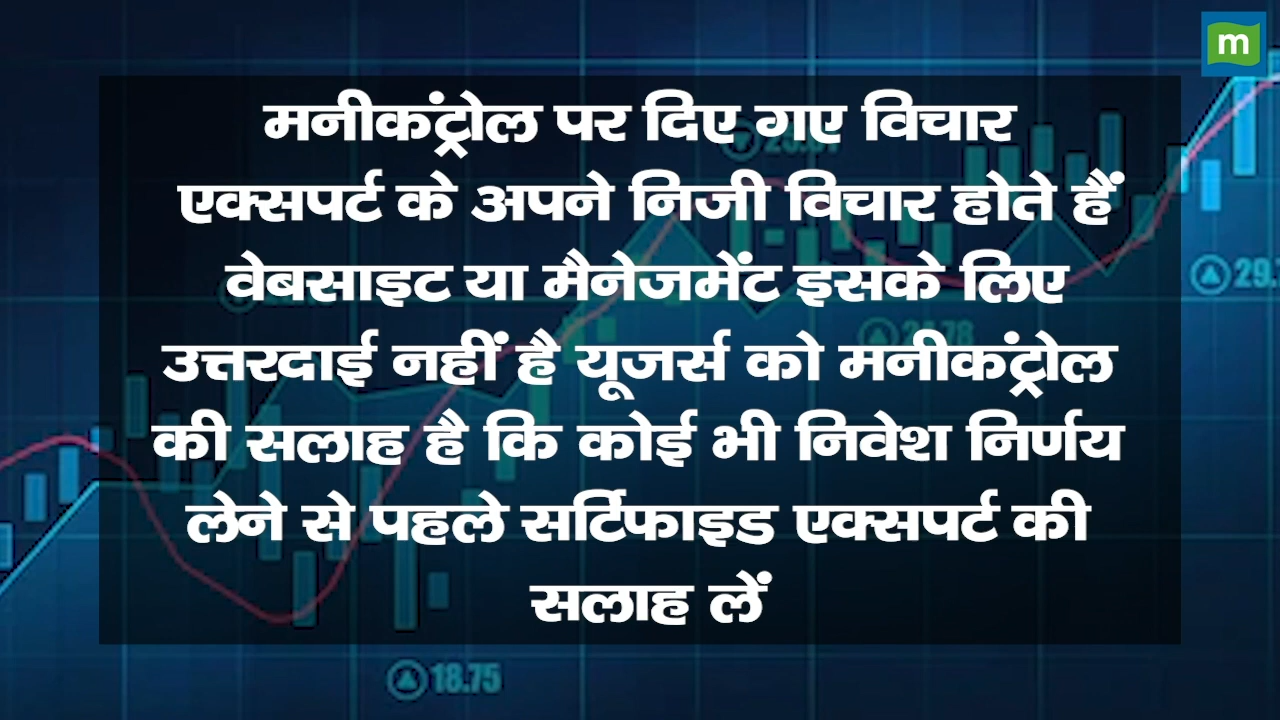 m
मनीकंट्रोल पर दिए गए विचार
एक्सपर्ट के अपने निजी विचार होते हैं
वेबसाइट या मैनेजमेंट इसके लिए
उत्तरदाई नहीं है यूजर्स को मनीकंट्रोल
की सलाह है कि कोई भी निवेश निर्णय
लेने से पहले सर्टिफाइड एक्सपर्ट की
सलाह लें
18.75